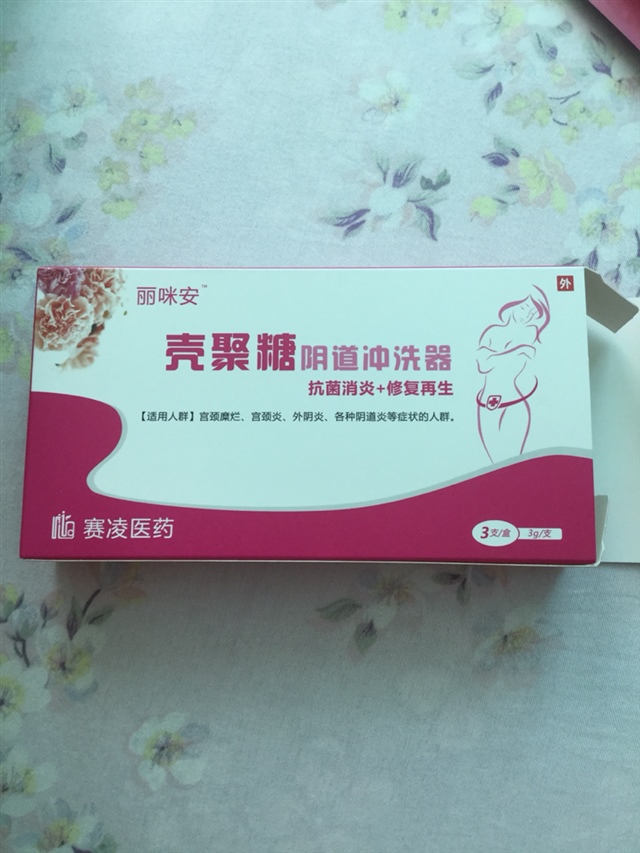 丽咪安™
外
壳聚糖阴道冲洗器
抗菌消炎+修复再生
【适用人群】宫颈糜烂、宫颈炎、外阴炎、各种阴道炎等症状的人群。
赛凌医药
3支/盒 3g/支